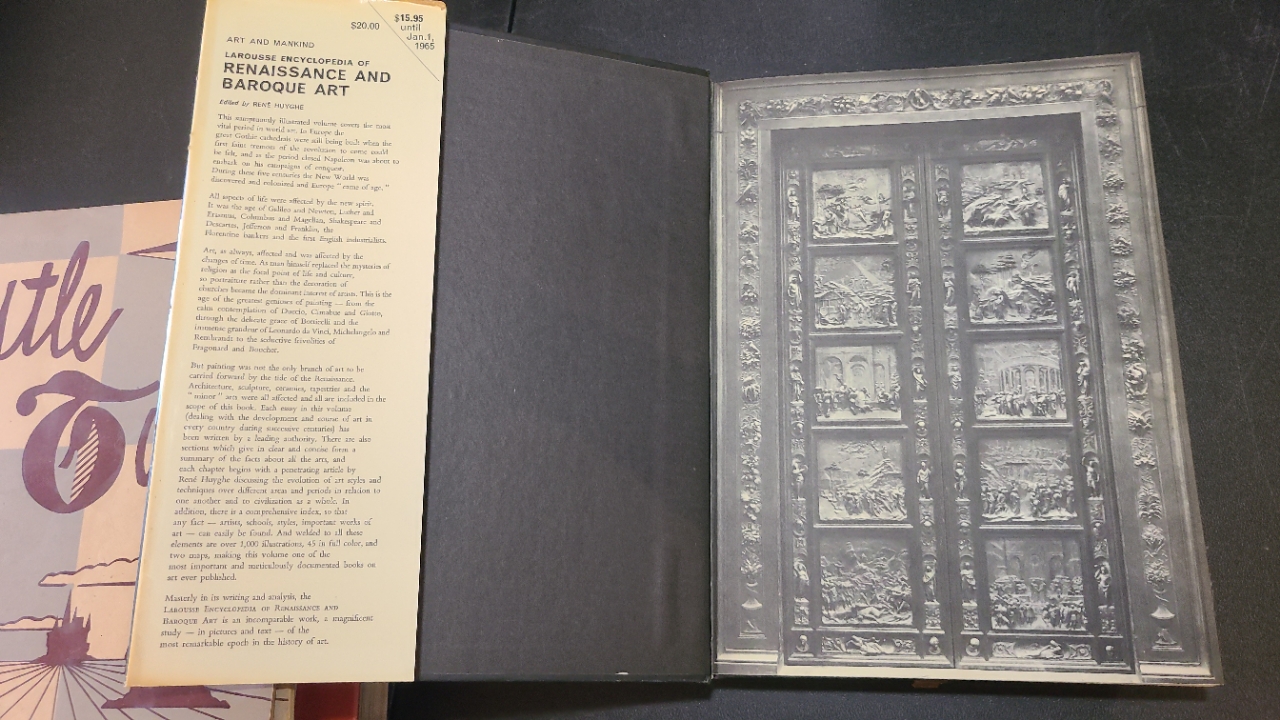 $20.00
$15.95
until
Jan.1,
1965
ART AND MANKIND
LAROUSSE ENCYCLOPEDIA OF
RENAISSANCE AND
BAROQUE ART
Edited by RENÉ HUYGHE
This sumptuously illustrated volume covers the most
vital period in world art. In Europe the
great Gothic cathedrals were still being built when the
first faint tremors of the revolution to come could
be felt, and as the period closed Napoleon was about to
embark on his campaigns of conquest.
During these five centuries the New World was
discovered and colonized and Europe "came of age."
All aspects of life were affected by the new spirit.
It was the age of Galileo and Newton, Luther and
Erasmus, Columbus and Magellan, Shakespeare and
Descartes, Jefferson and Franklin, the
Florentine bankers and the first English industrialists.
Art, as always, affected and was affected by the
changes of time. As man himself replaced the mysteries of
religion as the focal point of life and culture,
so portraiture rather than the decoration of
churches became the dominant interest of artists. This is the
age of the greatest geniuses of painting — from the
calm contemplation of Duccio, Cimabue and Giotto,
through the delicate grace of Botticelli and the
immense grandeur of Leonardo da Vinci, Michelangelo and
Rembrandt to the seductive frivolities of
Fragonard and Boucher.
But painting was not the only branch of art to be
carried forward by the tide of the Renaissance.
Architecture, sculpture, ceramics, tapestries and the
"minor" arts were all affected and all are included in the
scope of this book. Each essay in this volume
(dealing with the development and course of art in
every country during successive centuries) has
been written by a leading authority. There are also
sections which give in clear and concise form a
summary of the facts about all the arts, and
each chapter begins with a penetrating article by
René Huyghe discussing the evolution of art styles and
techniques over different areas and periods in relation to
one another and to civilization as a whole. In
addition, there is a comprehensive index, so that
any fact — artists, schools, styles, important works of
art — can easily be found. And welded to all these
elements are over 1,000 illustrations, 45 in full color, and
two maps, making this volume one of the
most important and meticulously documented books on
art ever published.
Masterly in its writing and analysis, the
LAROUSSE ENCYCLOPEDIA OF RENAISSANCE AND
BAROQUE ART is an incomparable work, a magnificent
study — in pictures and text — of the
most remarkable epoch in the history of art.